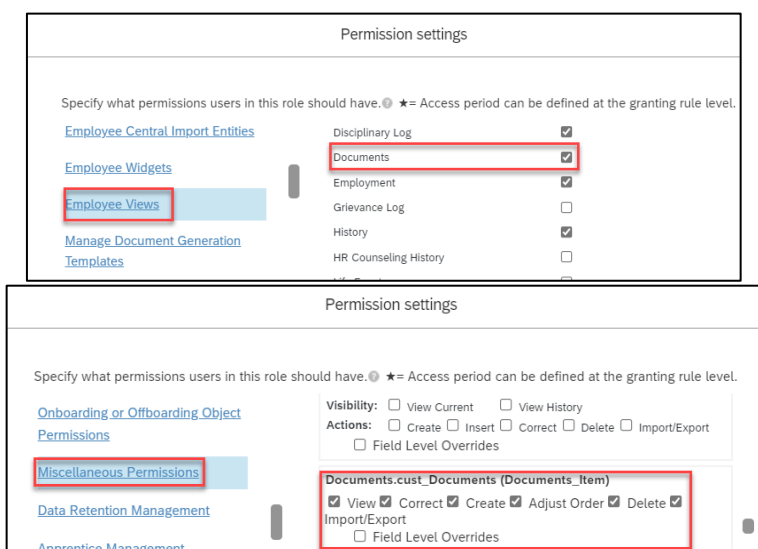 Permission settings
Specify what permissions users in this role should have. ★= Access period can be defined at the granting rule level.
Employee Central Import Entities
Employee Widgets
Employee Views
Manage Document Generation
Templates
Disciplinary Log
Documents
Employment
Grievance Log
History
HR Counseling History
Permission settings
Specify what permissions users in this role should have. ★= Access period can be defined at the granting rule level.
Onboarding or Offboarding Object
Permissions
Miscellaneous Permissions
Data Retention Management
Apprentice Management
Visibility: View Current View History
Actions: Create Insert Correct Delete Import/Export
Field Level Overrides
Documents.cust_Documents (Documents_Item)
View Correct Create Adjust Order Delete
Import/Export
Field Level Overrides